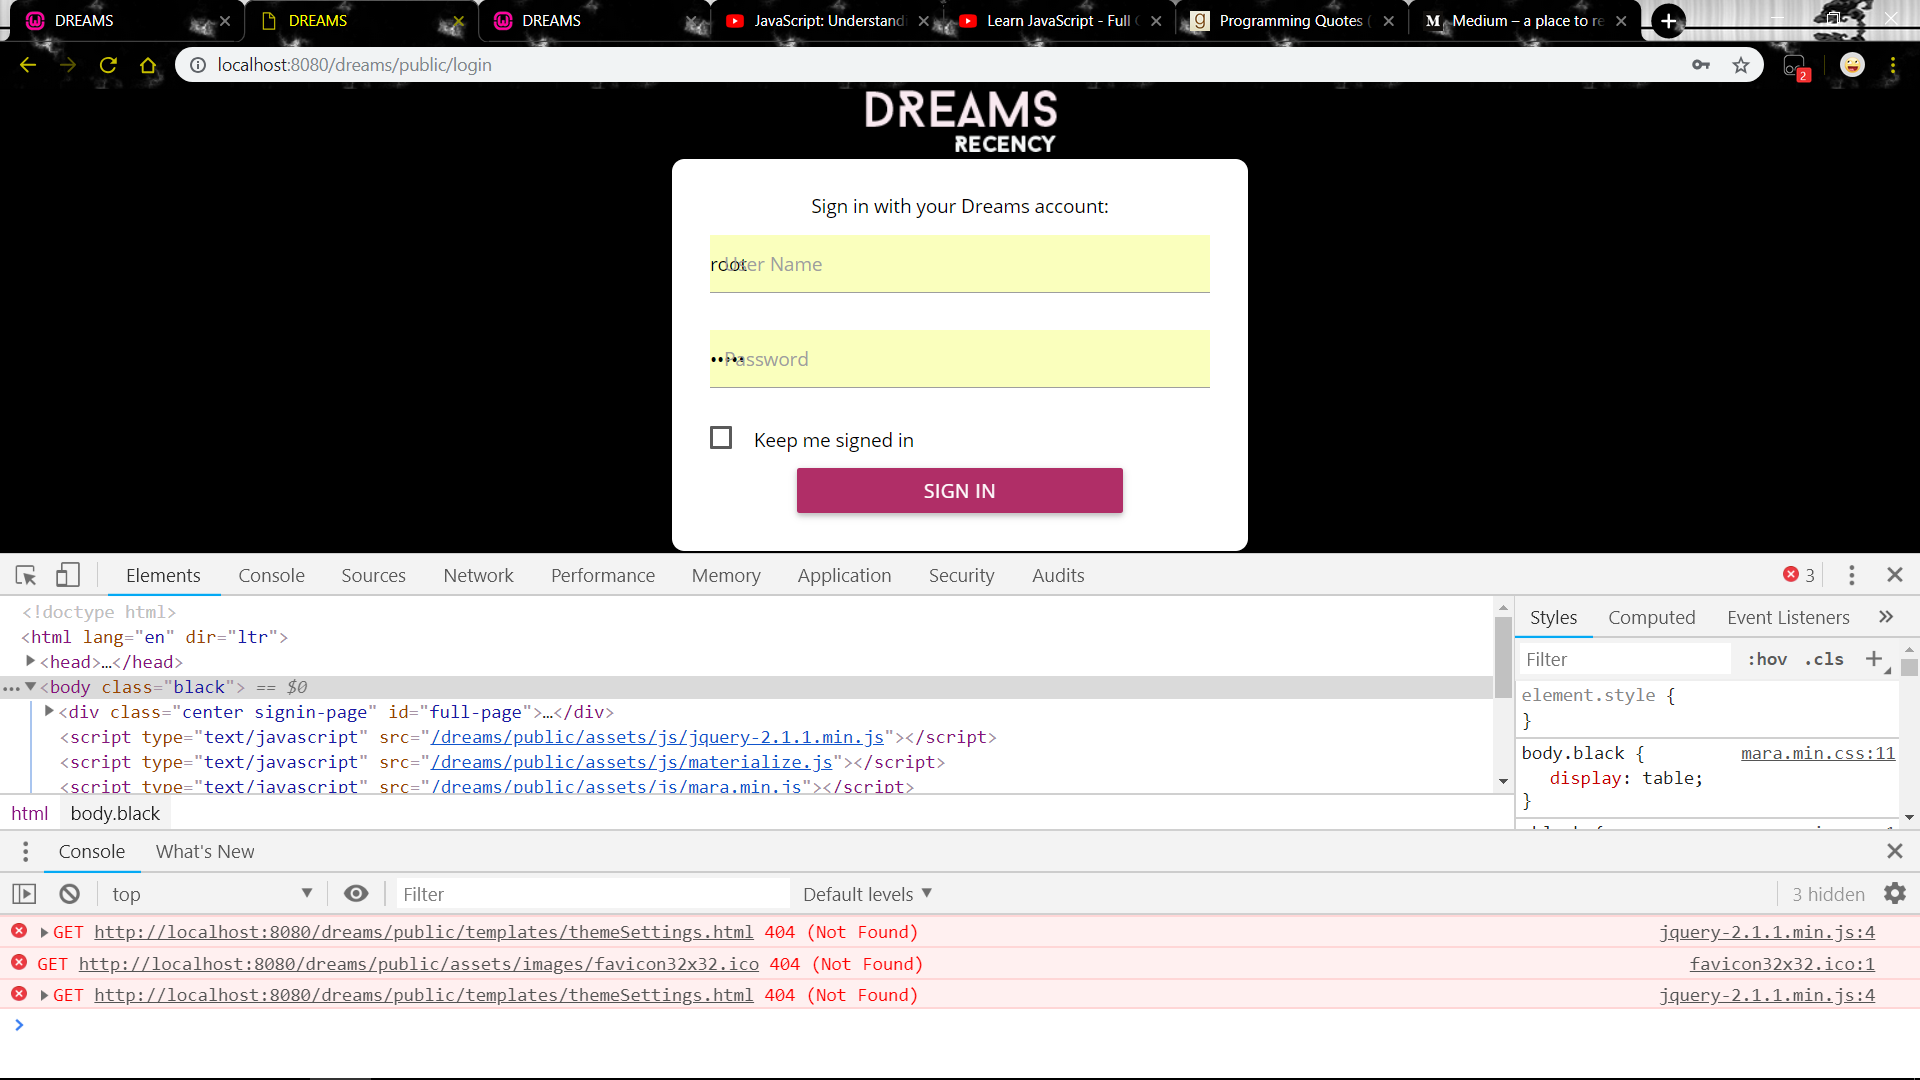 DREAMS
DREAMS
DREAMS
JavaScript: Understandi
Learn JavaScript - Full C
Programming Quotes (
Medium – a place to re
localhost:8080/dreams/public/login
2
DREAMS
RECENCY
Sign in with your Dreams account:
root
User Name
•••••
Password
Keep me signed in
SIGN IN
Elements Console Sources Network Performance Memory Application Security Audits 3
<!doctype html>
<html lang="en" dir="ltr">
<head>…</head>
<body class="black"> == $0
<div class="center signin-page" id="full-page">…</div>
<script type="text/javascript" src="/dreams/public/assets/js/jquery-2.1.1.min.js"></script>
<script type="text/javascript" src="/dreams/public/assets/js/materialize.js"></script>
<script type="text/javascript" src="/dreams/public/assets/js/mara.min.js"></script>
html body.black
Styles Computed Event Listeners »
Filter :hov .cls +
element.style {
}
body.black { mara.min.css:11
display: table;
}
Console What's New
top Filter Default levels 3 hidden
GET http://localhost:8080/dreams/public/templates/themeSettings.html 404 (Not Found) jquery-2.1.1.min.js:4
GET http://localhost:8080/dreams/public/assets/images/favicon32x32.ico 404 (Not Found) favicon32x32.ico:1
GET http://localhost:8080/dreams/public/templates/themeSettings.html 404 (Not Found) jquery-2.1.1.min.js:4